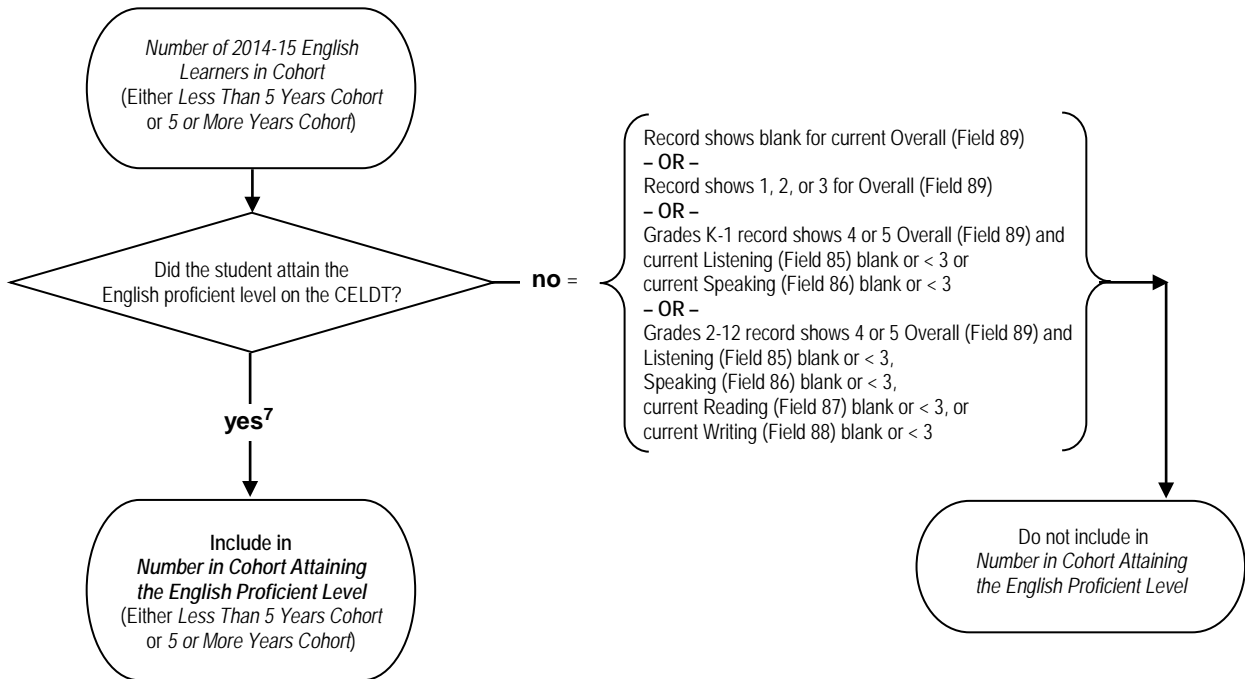 Number of 2014-15 English
Learners in Cohort
(Either Less Than 5 Years Cohort
or 5 or More Years Cohort)
Did the student attain the
English proficient level on the CELDT?
no =
Record shows blank for current Overall (Field 89)
– OR –
Record shows 1, 2, or 3 for Overall (Field 89)
– OR –
Grades K-1 record shows 4 or 5 Overall (Field 89) and
current Listening (Field 85) blank or < 3 or
current Speaking (Field 86) blank or < 3
– OR –
Grades 2-12 record shows 4 or 5 Overall (Field 89) and
Listening (Field 85) blank or < 3,
Speaking (Field 86) blank or < 3,
current Reading (Field 87) blank or < 3, or
current Writing (Field 88) blank or < 3
yes7
Include in
Number in Cohort Attaining
the English Proficient Level
(Either Less Than 5 Years Cohort
or 5 or More Years Cohort)
Do not include in
Number in Cohort Attaining
the English Proficient Level